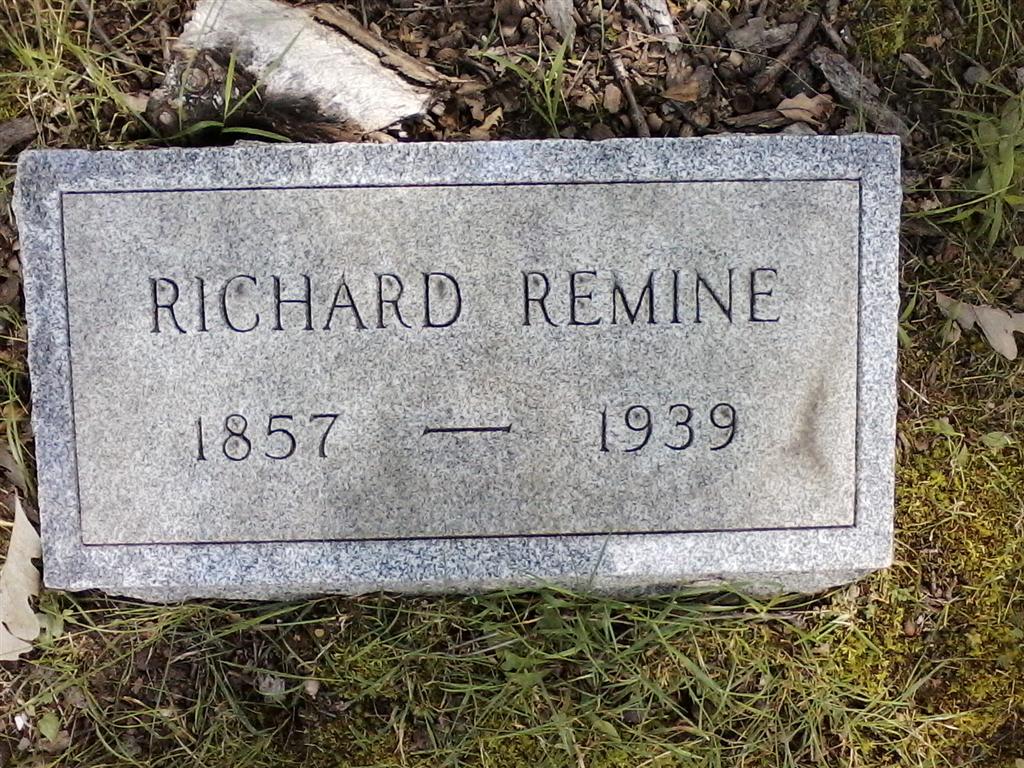 RICHARD REMINE
1857 — 1939